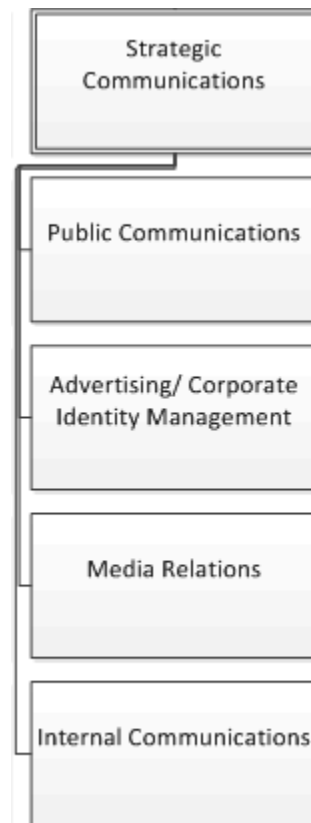 Strategic
Communications
Public Communications
Advertising/ Corporate
Identity Management
Media Relations
Internal Communications